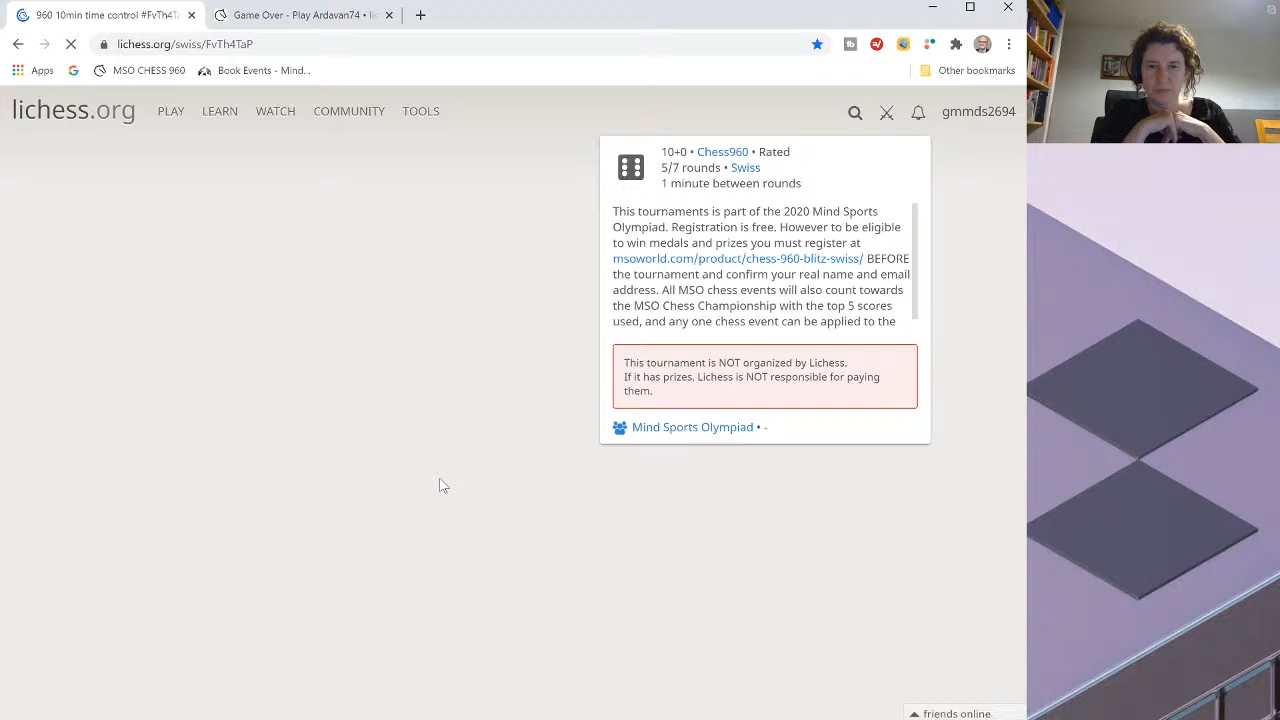 960 10min time control #FvTh4T
Game Over - Play Ardavan74 • li
lichess.org/swiss/FvTh4TaP
Apps
MSO CHESS 960
Book Events - Mind...
Other bookmarks
lichess.org
PLAY
LEARN
WATCH
COMMUNITY
TOOLS
gmmds2694
10+0 • Chess960 • Rated
5/7 rounds • Swiss
1 minute between rounds
This tournaments is part of the 2020 Mind Sports
Olympiad. Registration is free. However to be eligible
to win medals and prizes you must register at
msoworld.com/product/chess-960-blitz-swiss/ BEFORE
the tournament and confirm your real name and email
address. All MSO chess events will also count towards
the MSO Chess Championship with the top 5 scores
used, and any one chess event can be applied to the
This tournament is NOT organized by Lichess.
If it has prizes, Lichess is NOT responsible for paying
them.
Mind Sports Olympiad • -
friends online